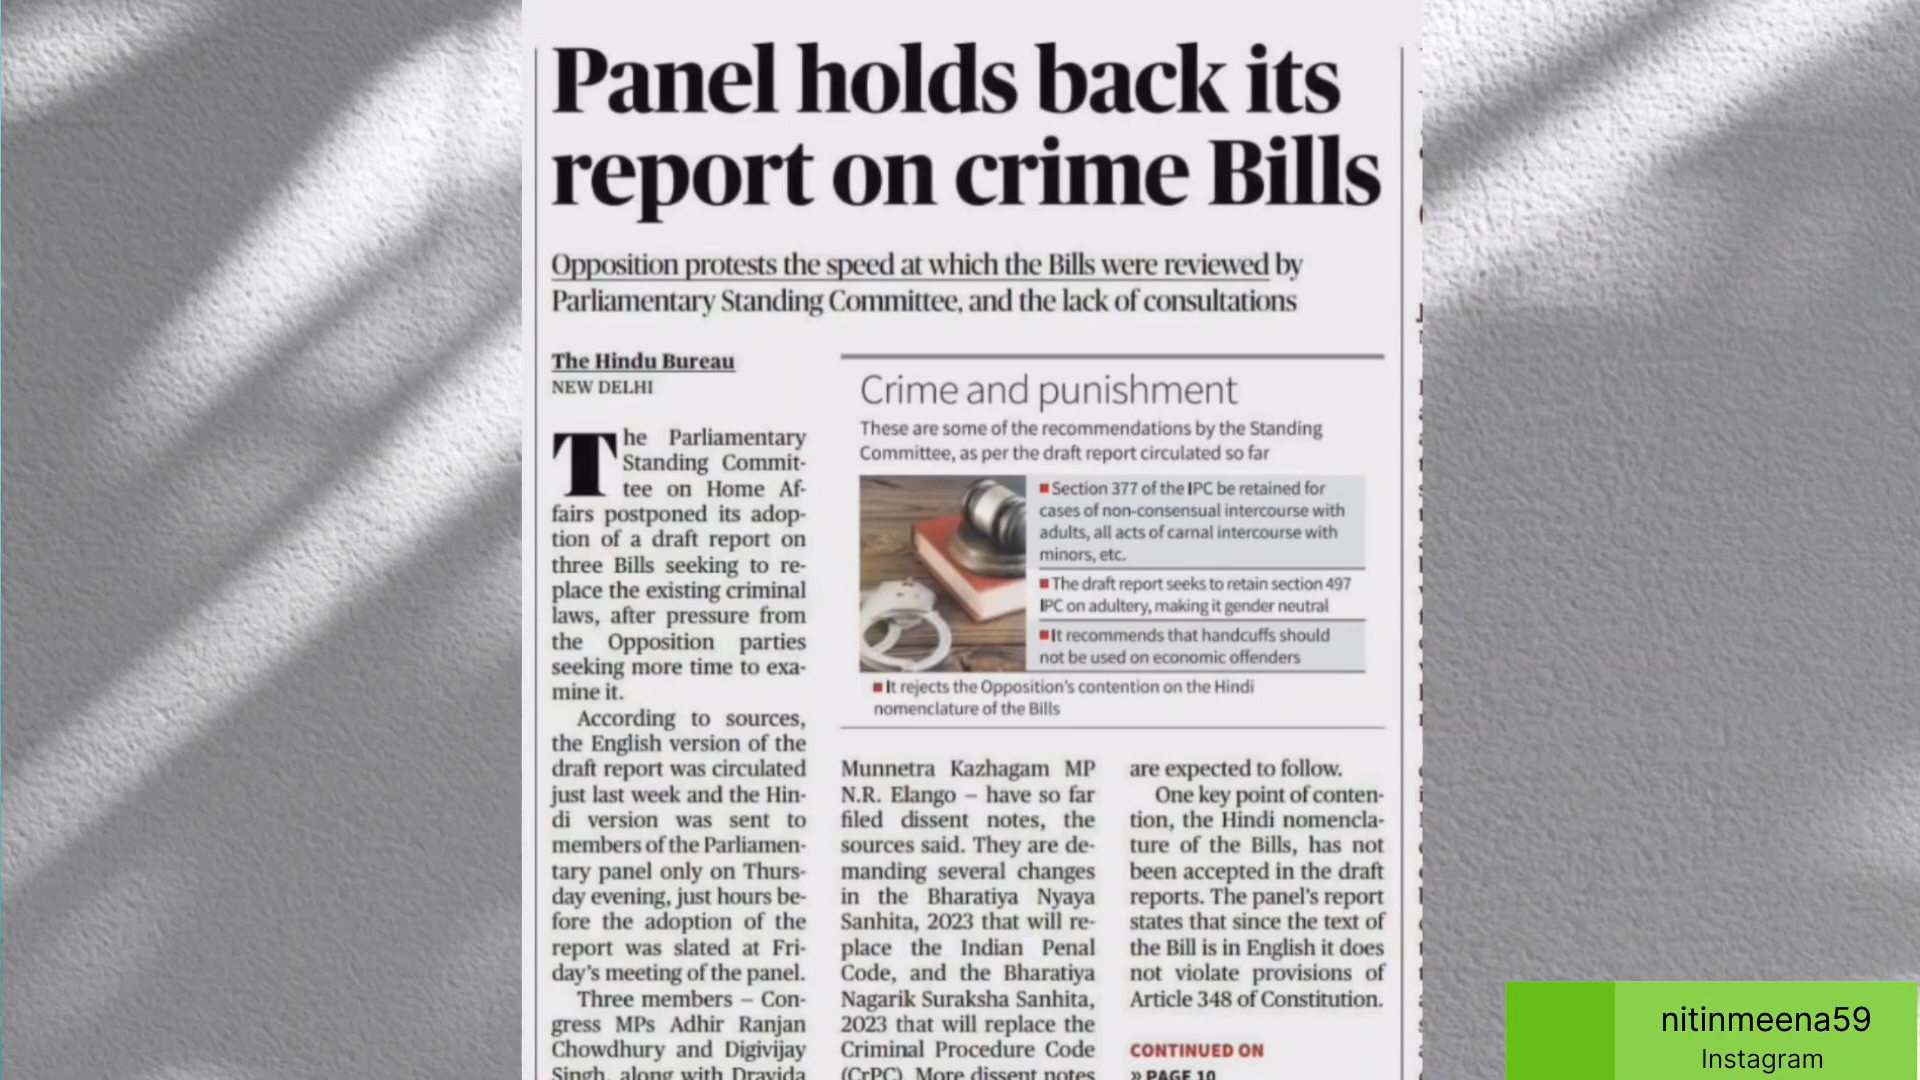 Panel holds back its
report on crime Bills
Opposition protests the speed at which the Bills were reviewed by
Parliamentary Standing Committee, and the lack of consultations
The Hindu Bureau
NEW DELHI
The Parliamentary
Standing Commit-
tee on Home Af-
fairs postponed its adop-
tion of a draft report on
three Bills seeking to re-
place the existing criminal
laws, after pressure from
the Opposition parties
seeking more time to exa-
mine it.
According to sources,
the English version of the
draft report was circulated
just last week and the Hin-
di version was sent to
members of the Parliamen-
tary panel only on Thurs-
day evening, just hours be-
fore the adoption of the
report was slated at Fri-
day's meeting of the panel.
Three members – Con-
gress MPs Adhir Ranjan
Chowdhury and Digivijay
Singh, along with Dravida
Crime and punishment
These are some of the recommendations by the Standing
Committee, as per the draft report circulated so far
Section 377 of the IPC be retained for
cases of non-consensual intercourse with
adults, all acts of carnal intercourse with
minors, etc.
The draft report seeks to retain section 497
IPC on adultery, making it gender neutral
It recommends that handcuffs should
not be used on economic offenders
It rejects the Opposition's contention on the Hindi
nomenclature of the Bills
Munnetra Kazhagam MP
N.R. Elango – have so far
filed dissent notes, the
sources said. They are de-
manding several changes
in the Bharatiya Nyaya
Sanhita, 2023 that will re-
place the Indian Penal
Code, and the Bharatiya
Nagarik Suraksha Sanhita,
2023 that will replace the
Criminal Procedure Code
(CrPC). More dissent notes
are expected to follow.
One key point of conten-
tion, the Hindi nomencla-
ture of the Bills, has not
been accepted in the draft
reports. The panel's report
states that since the text of
the Bill is in English it does
not violate provisions of
Article 348 of Constitution.
CONTINUED ON
» PAGE 10
nitinmeena59
Instagram